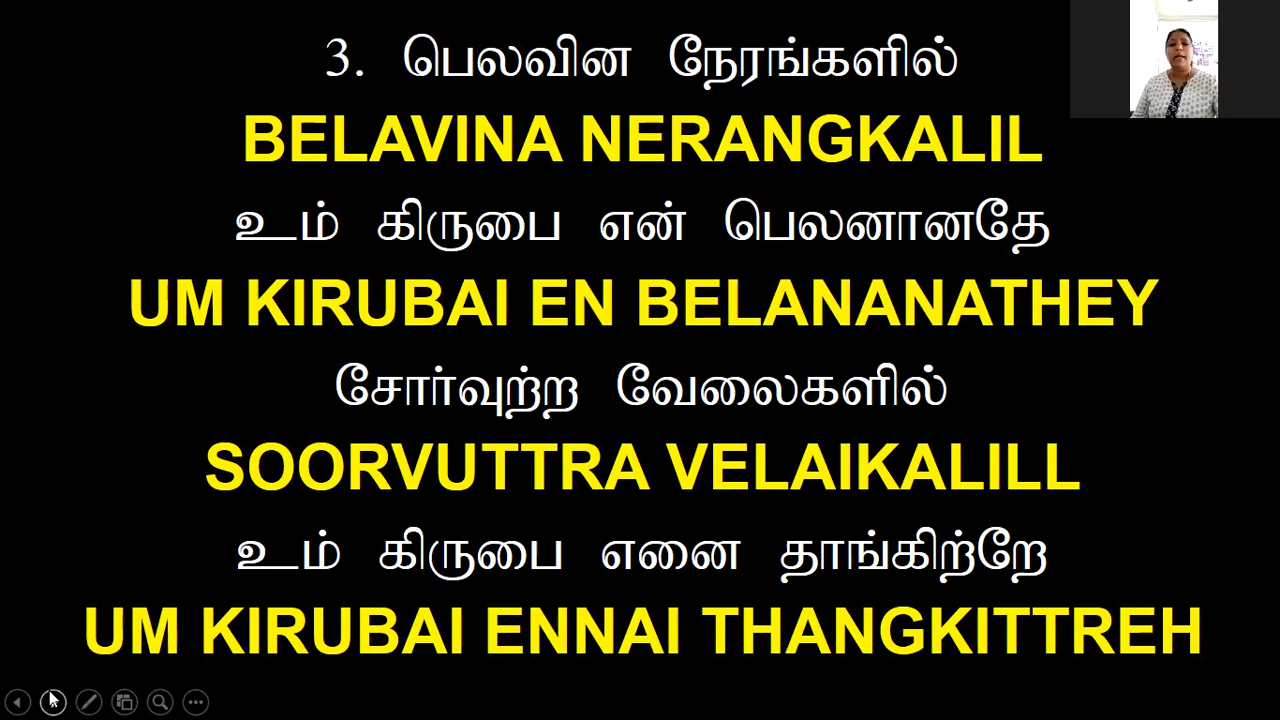 3. பெலவின நேரங்களில்
BELAVINA NERANGKALIL
உம் கிருபை என் பெலனானதே
UM KIRUBAI EN BELANANATHEY
சோர்வுற்ற வேலைகளில்
SOORVUTTRA VELAIKALILL
உம் கிருபை எனை தாங்கிற்றே
UM KIRUBAI ENNAI THANGKITTREH